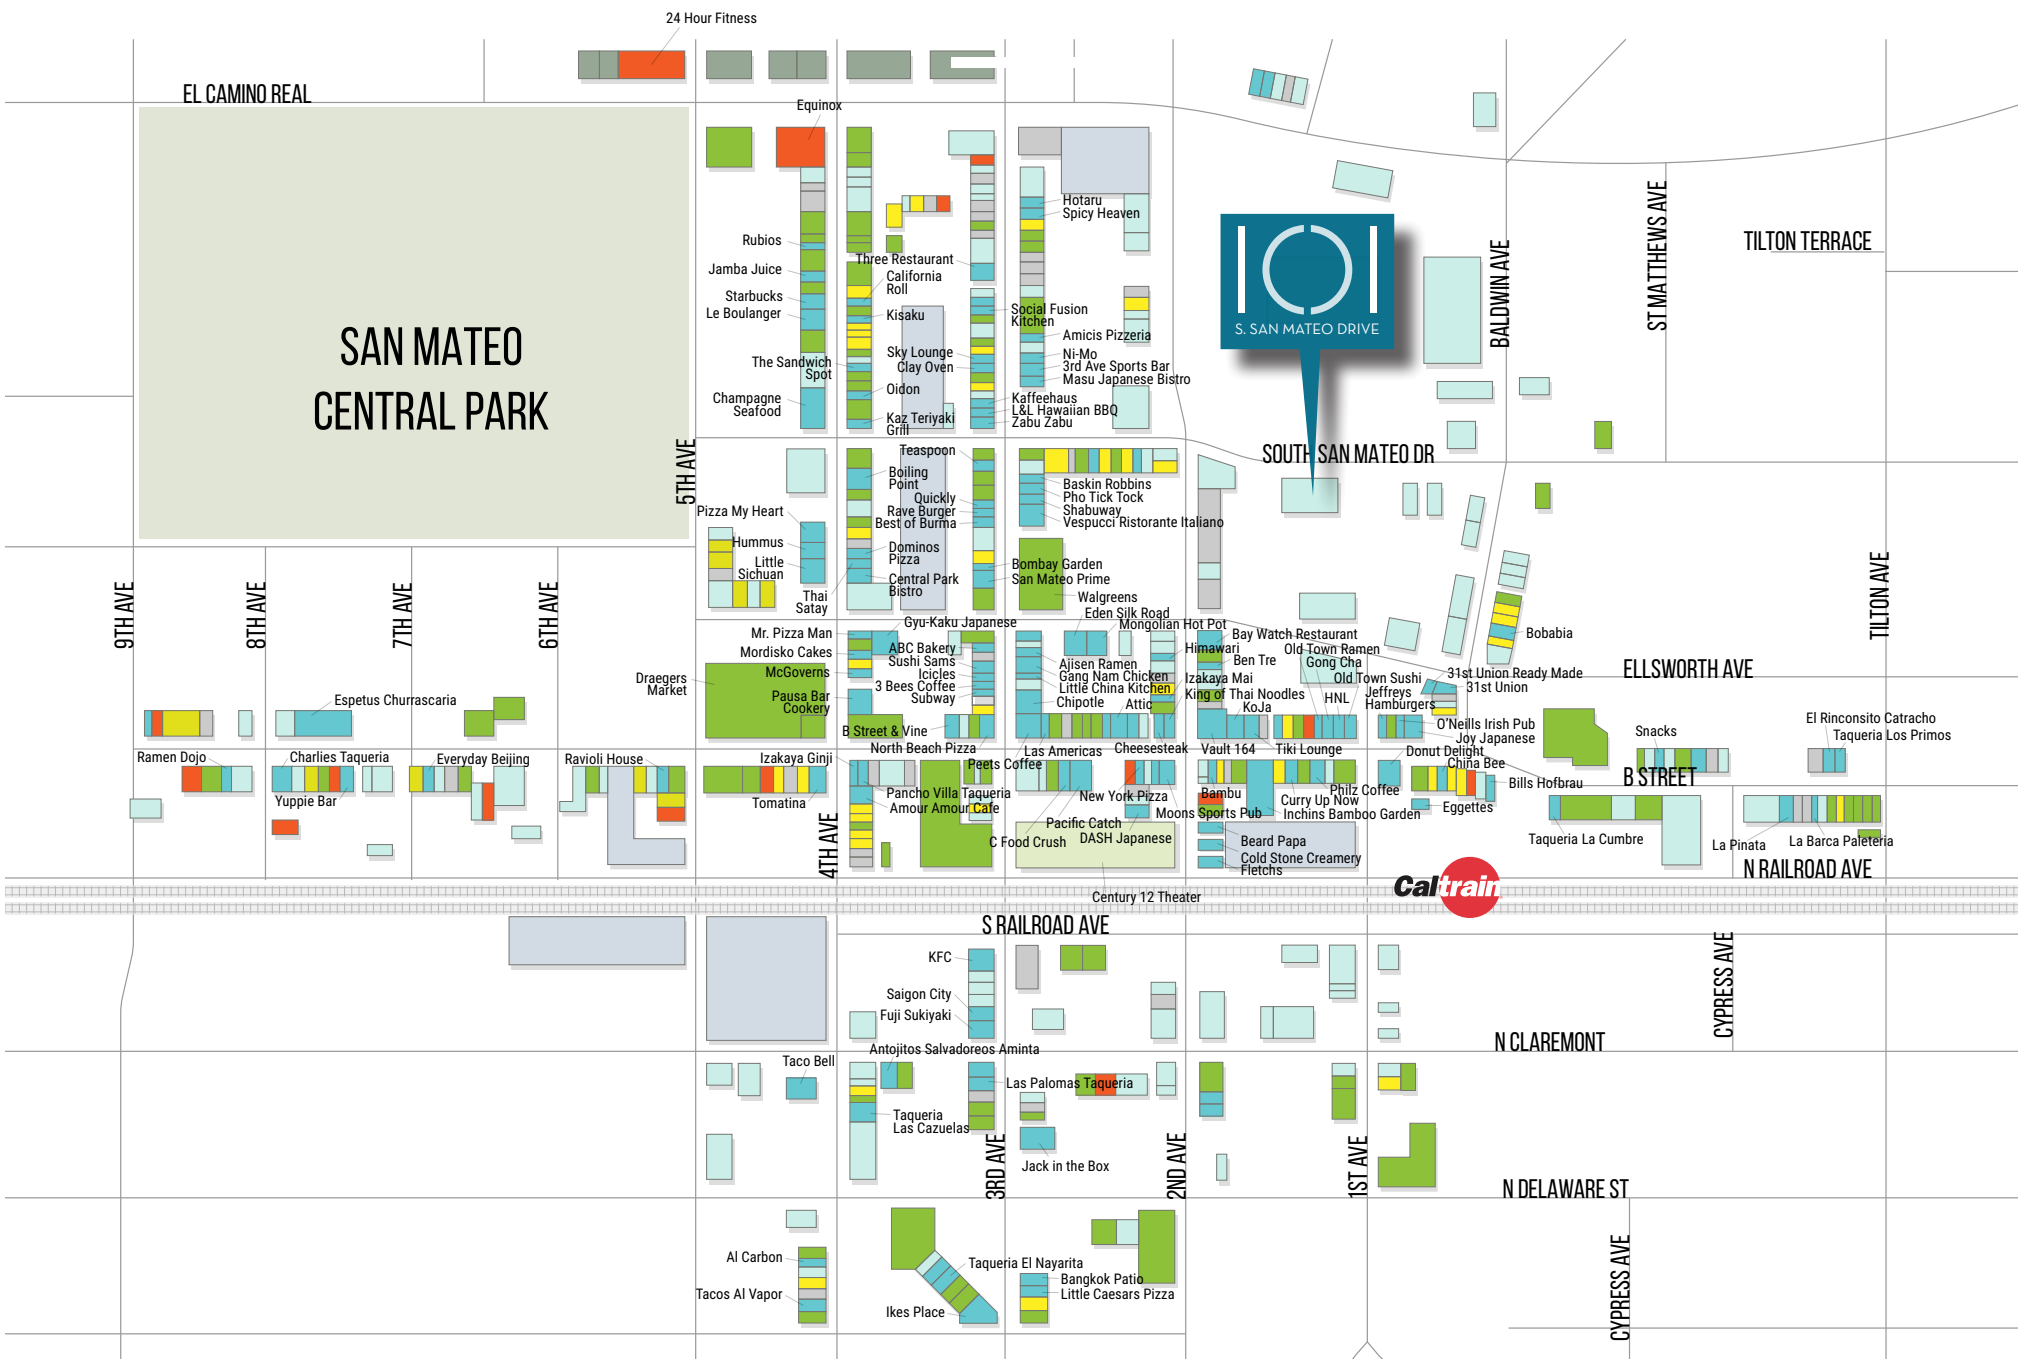 24 Hour Fitness
EL CAMINO REAL
Equinox
SAN MATEO
CENTRAL PARK
Rubios
Jamba Juice
Starbucks
Le Boulanger
The Sandwich
Spot
Champagne
Seafood
Three Restaurant
California
Roll
Kisaku
Sky Lounge
Clay Oven
Oidon
Kaz Teriyaki
Grill
Hotaru
Spicy Heaven
Social Fusion
Kitchen
Amicis Pizzeria
Ni-Mo
3rd Ave Sports Bar
Masu Japanese Bistro
Kaffeehaus
L&L Hawaiian BBQ
Zabu Zabu
101
S. SAN MATEO DRIVE
BALDWIN AVE
ST MATTHEWS AVE
TILTON TERRACE
SOUTH SAN MATEO DR
5TH AVE
Teaspoon
Boiling
Point
Quickly
Rave Burger
Best of Burma
Pizza My Heart
Hummus
Little
Sichuan
Thai
Satay
Dominos
Pizza
Central Park
Bistro
Baskin Robbins
Pho Tick Tock
Shabuway
Vespucci Ristorante Italiano
Bombay Garden
San Mateo Prime
Walgreens
Eden Silk Road
Mongolian Hot Pot
9TH AVE
8TH AVE
7TH AVE
6TH AVE
TILTON AVE
Bobabia
ELLSWORTH AVE
Mr. Pizza Man
Mordisko Cakes
McGoverns
Draegers
Market
Pausa Bar
Cookery
Gyu-Kaku Japanese
ABC Bakery
Sushi Sams
Icicles
3 Bees Coffee
Subway
B Street & Vine
Ajisen Ramen
Gang Nam Chicken
Little China Kitchen
Chipotle
Attic
Himawari
Izakaya Mai
King of Thai Noodles
KoJa
Bay Watch Restaurant
Ben Tre
Old Town Ramen
Gong Cha
Old Town Sushi
HNL
Jeffreys
Hamburgers
31st Union Ready Made
31st Union
O'Neills Irish Pub
Joy Japanese
Espetus Churrascaria
Ramen Dojo
Charlies Taqueria
Yuppie Bar
Everyday Beijing
Ravioli House
Izakaya Ginji
Tomatina
North Beach Pizza
Peets Coffee
Las Americas
Cheesesteak
Vault 164
Tiki Lounge
Donut Delight
China Bee
Bills Hofbrau
Eggettes
Snacks
B STREET
El Rinconsito Catracho
Taqueria Los Primos
Pancho Villa Taqueria
Amour Amour Cafe
New York Pizza
Pacific Catch
C Food Crush
DASH Japanese
Moons Sports Pub
Bambu
Philz Coffee
Curry Up Now
Inchins Bamboo Garden
Beard Papa
Cold Stone Creamery
Fletchs
Taqueria La Cumbre
La Pinata
La Barca Paleteria
4TH AVE
N RAILROAD AVE
Caltrain
Century 12 Theater
S RAILROAD AVE
KFC
Saigon City
Fuji Sukiyaki
CYPRESS AVE
N CLAREMONT
Taco Bell
Antojitos Salvadoreos Aminta
Las Palomas Taqueria
Taqueria
Las Cazuelas
Jack in the Box
3RD AVE
2ND AVE
1ST AVE
N DELAWARE ST
Al Carbon
Tacos Al Vapor
Taqueria El Nayarita
Ikes Place
Bangkok Patio
Little Caesars Pizza
CYPRESS AVE